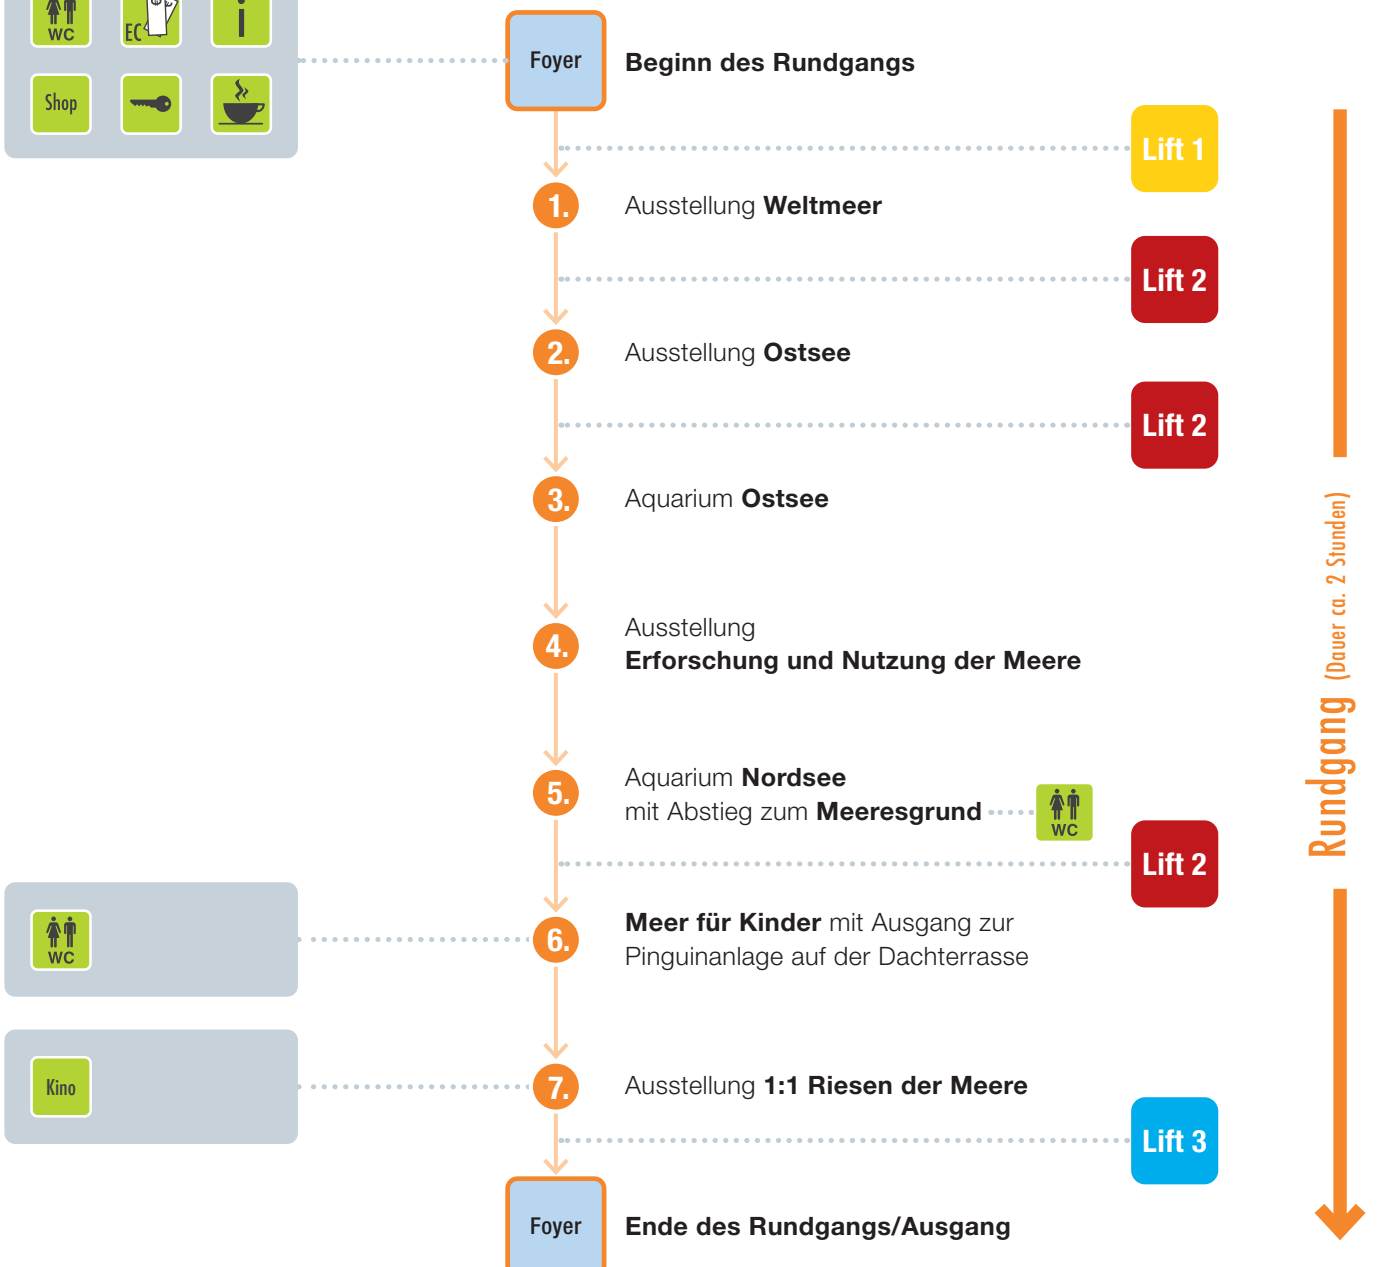 WC
EC
i
Shop
Foyer
Beginn des Rundgangs
Lift 1
1.
Ausstellung Weltmeer
Lift 2
2.
Ausstellung Ostsee
Lift 2
3.
Aquarium Ostsee
4.
Ausstellung
Erforschung und Nutzung der Meere
5.
Aquarium Nordsee
mit Abstieg zum Meeresgrund
WC
Lift 2
WC
6.
Meer für Kinder mit Ausgang zur
Pinguinanlage auf der Dachterrasse
Kino
7.
Ausstellung 1:1 Riesen der Meere
Lift 3
Foyer
Ende des Rundgangs/Ausgang
Rundgang (Dauer ca. 2 Stunden)